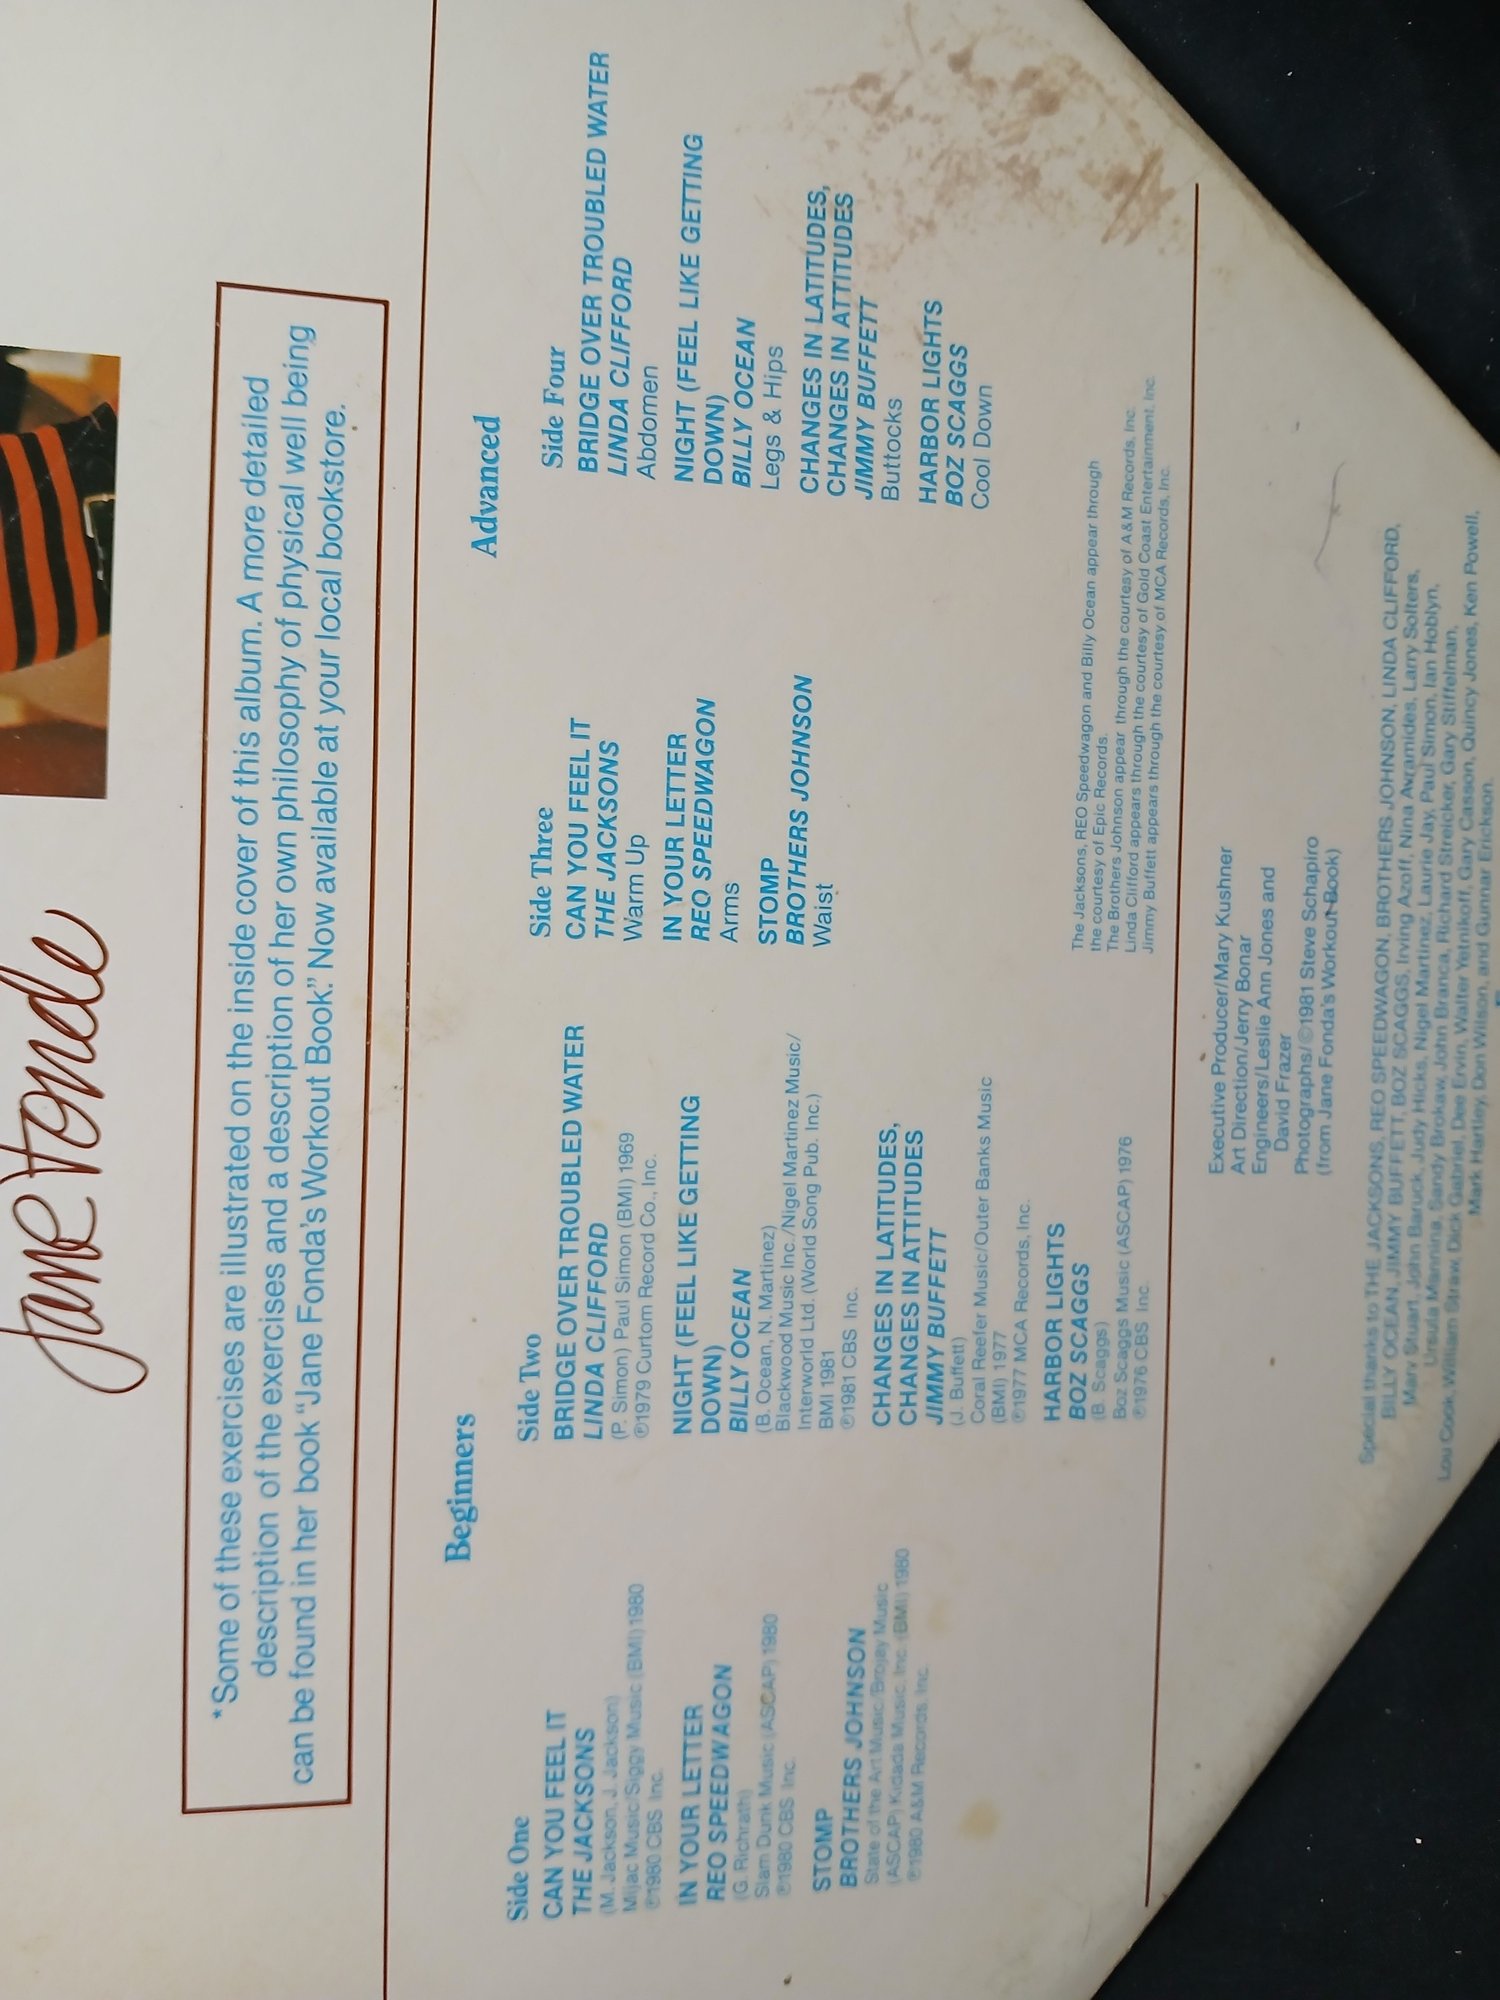 Jane Fonda
*Some of these exercises are illustrated on the inside cover of this album. A more detailed
description of the exercises and a description of her own philosophy of physical well being
can be found in her book “Jane Fonda’s Workout Book.” Now available at your local bookstore.
Beginners
Side One
CAN YOU FEEL IT
THE JACKSONS
(M. Jackson, J. Jackson)
Mijac Music/Siggy Music (BMI) 1980
℗1980 CBS Inc.
IN YOUR LETTER
REO SPEEDWAGON
(G. Richrath)
Slam Dunk Music (ASCAP) 1980
℗1980 CBS Inc.
STOMP
BROTHERS JOHNSON
State of the Art Music/Brojay Music
(ASCAP) Kidada Music, Inc. (BMI) 1980
℗1980 A&M Records, Inc.
Side Two
BRIDGE OVER TROUBLED WATER
LINDA CLIFFORD
(P. Simon) Paul Simon (BMI) 1969
℗1979 Curtom Record Co., Inc.
NIGHT (FEEL LIKE GETTING
DOWN)
BILLY OCEAN
(B. Ocean, N. Martinez)
Blackwood Music Inc./Nigel Martinez Music/
Interworld Ltd. (World Song Pub. Inc.)
BMI 1981
℗1981 CBS Inc.
CHANGES IN LATITUDES,
CHANGES IN ATTITUDES
JIMMY BUFFETT
(J. Buffett)
Coral Reefer Music/Outer Banks Music
(BMI) 1977
℗1977 MCA Records, Inc.
HARBOR LIGHTS
BOZ SCAGGS
(B. Scaggs)
Boz Scaggs Music (ASCAP) 1976
℗1976 CBS Inc.
Advanced
Side Three
CAN YOU FEEL IT
THE JACKSONS
Warm Up
IN YOUR LETTER
REO SPEEDWAGON
Arms
STOMP
BROTHERS JOHNSON
Waist
Side Four
BRIDGE OVER TROUBLED WATER
LINDA CLIFFORD
Abdomen
NIGHT (FEEL LIKE GETTING
DOWN)
BILLY OCEAN
Legs & Hips
CHANGES IN LATITUDES,
CHANGES IN ATTITUDES
JIMMY BUFFETT
Buttocks
HARBOR LIGHTS
BOZ SCAGGS
Cool Down
The Jacksons, REO Speedwagon and Billy Ocean appear through
the courtesy of Epic Records.
The Brothers Johnson appear through the courtesy of A&M Records, Inc.
Linda Clifford appears through the courtesy of Gold Coast Entertainment, Inc.
Jimmy Buffett appears through the courtesy of MCA Records, Inc.
Executive Producer/Mary Kushner
Art Direction/Jerry Bonar
Engineers/Leslie Ann Jones and
David Frazer
Photographs/©1981 Steve Schapiro
(from Jane Fonda’s Workout Book)
Special thanks to THE JACKSONS, REO SPEEDWAGON, BROTHERS JOHNSON, LINDA CLIFFORD,
BILLY OCEAN, JIMMY BUFFETT, BOZ SCAGGS, Irving Azoff, Nina Avramides, Larry Solters,
Mary Stuart, John Baruck, Judy Hicks, Nigel Martinez, Laurie Jay, Paul Simon, Ian Hoblyn,
Ursula Mannina, Sandy Brokaw, John Branca, Richard Streicker, Gary Stiffelman,
Lou Cook, William Straw, Dick Gabriel, Dee Ervin, Walter Yetnikoff, Gary Casson, Quincy Jones, Ken Powell,
Mark Hartley, Don Wilson, and Gunnar Erickson.